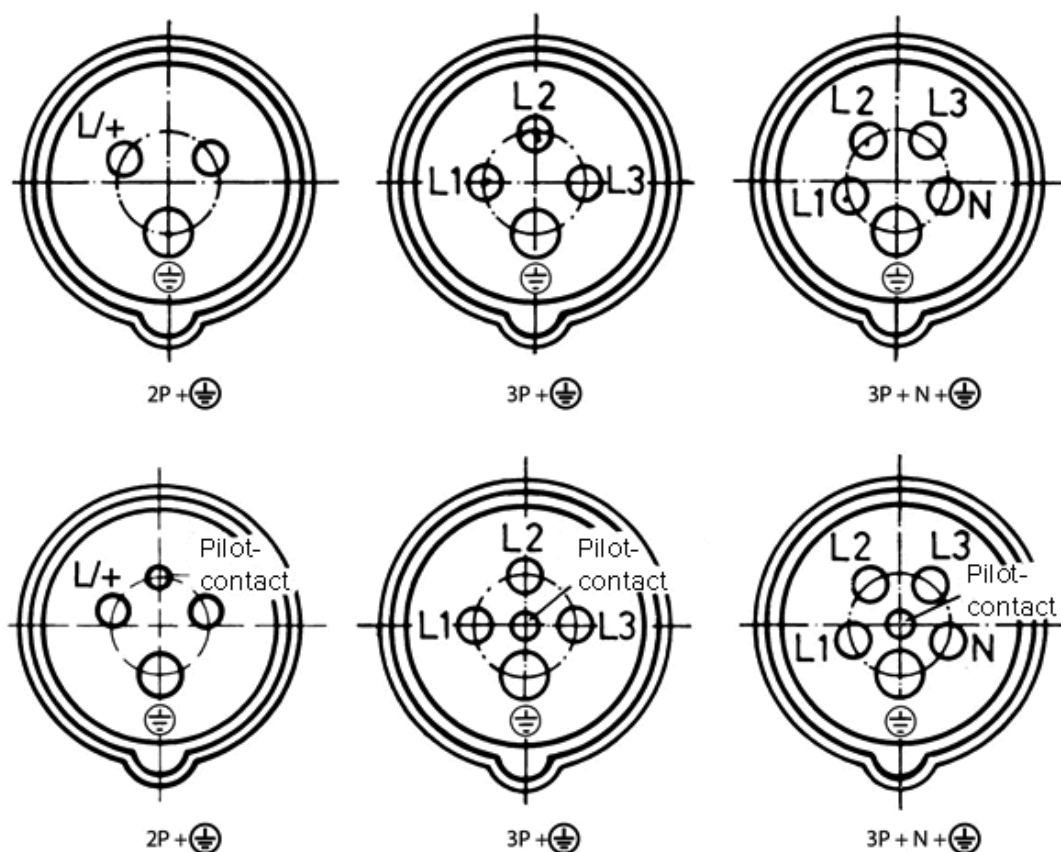 L/+
2P + ⏚
L2
L1
L3
3P + ⏚
L2 L3
L1 N
3P + N + ⏚
L/+
Pilot-
contact
2P + ⏚
L2
Pilot-
contact
L1
L3
3P + ⏚
L2 L3
Pilot-
contact
L1 N
3P + N + ⏚